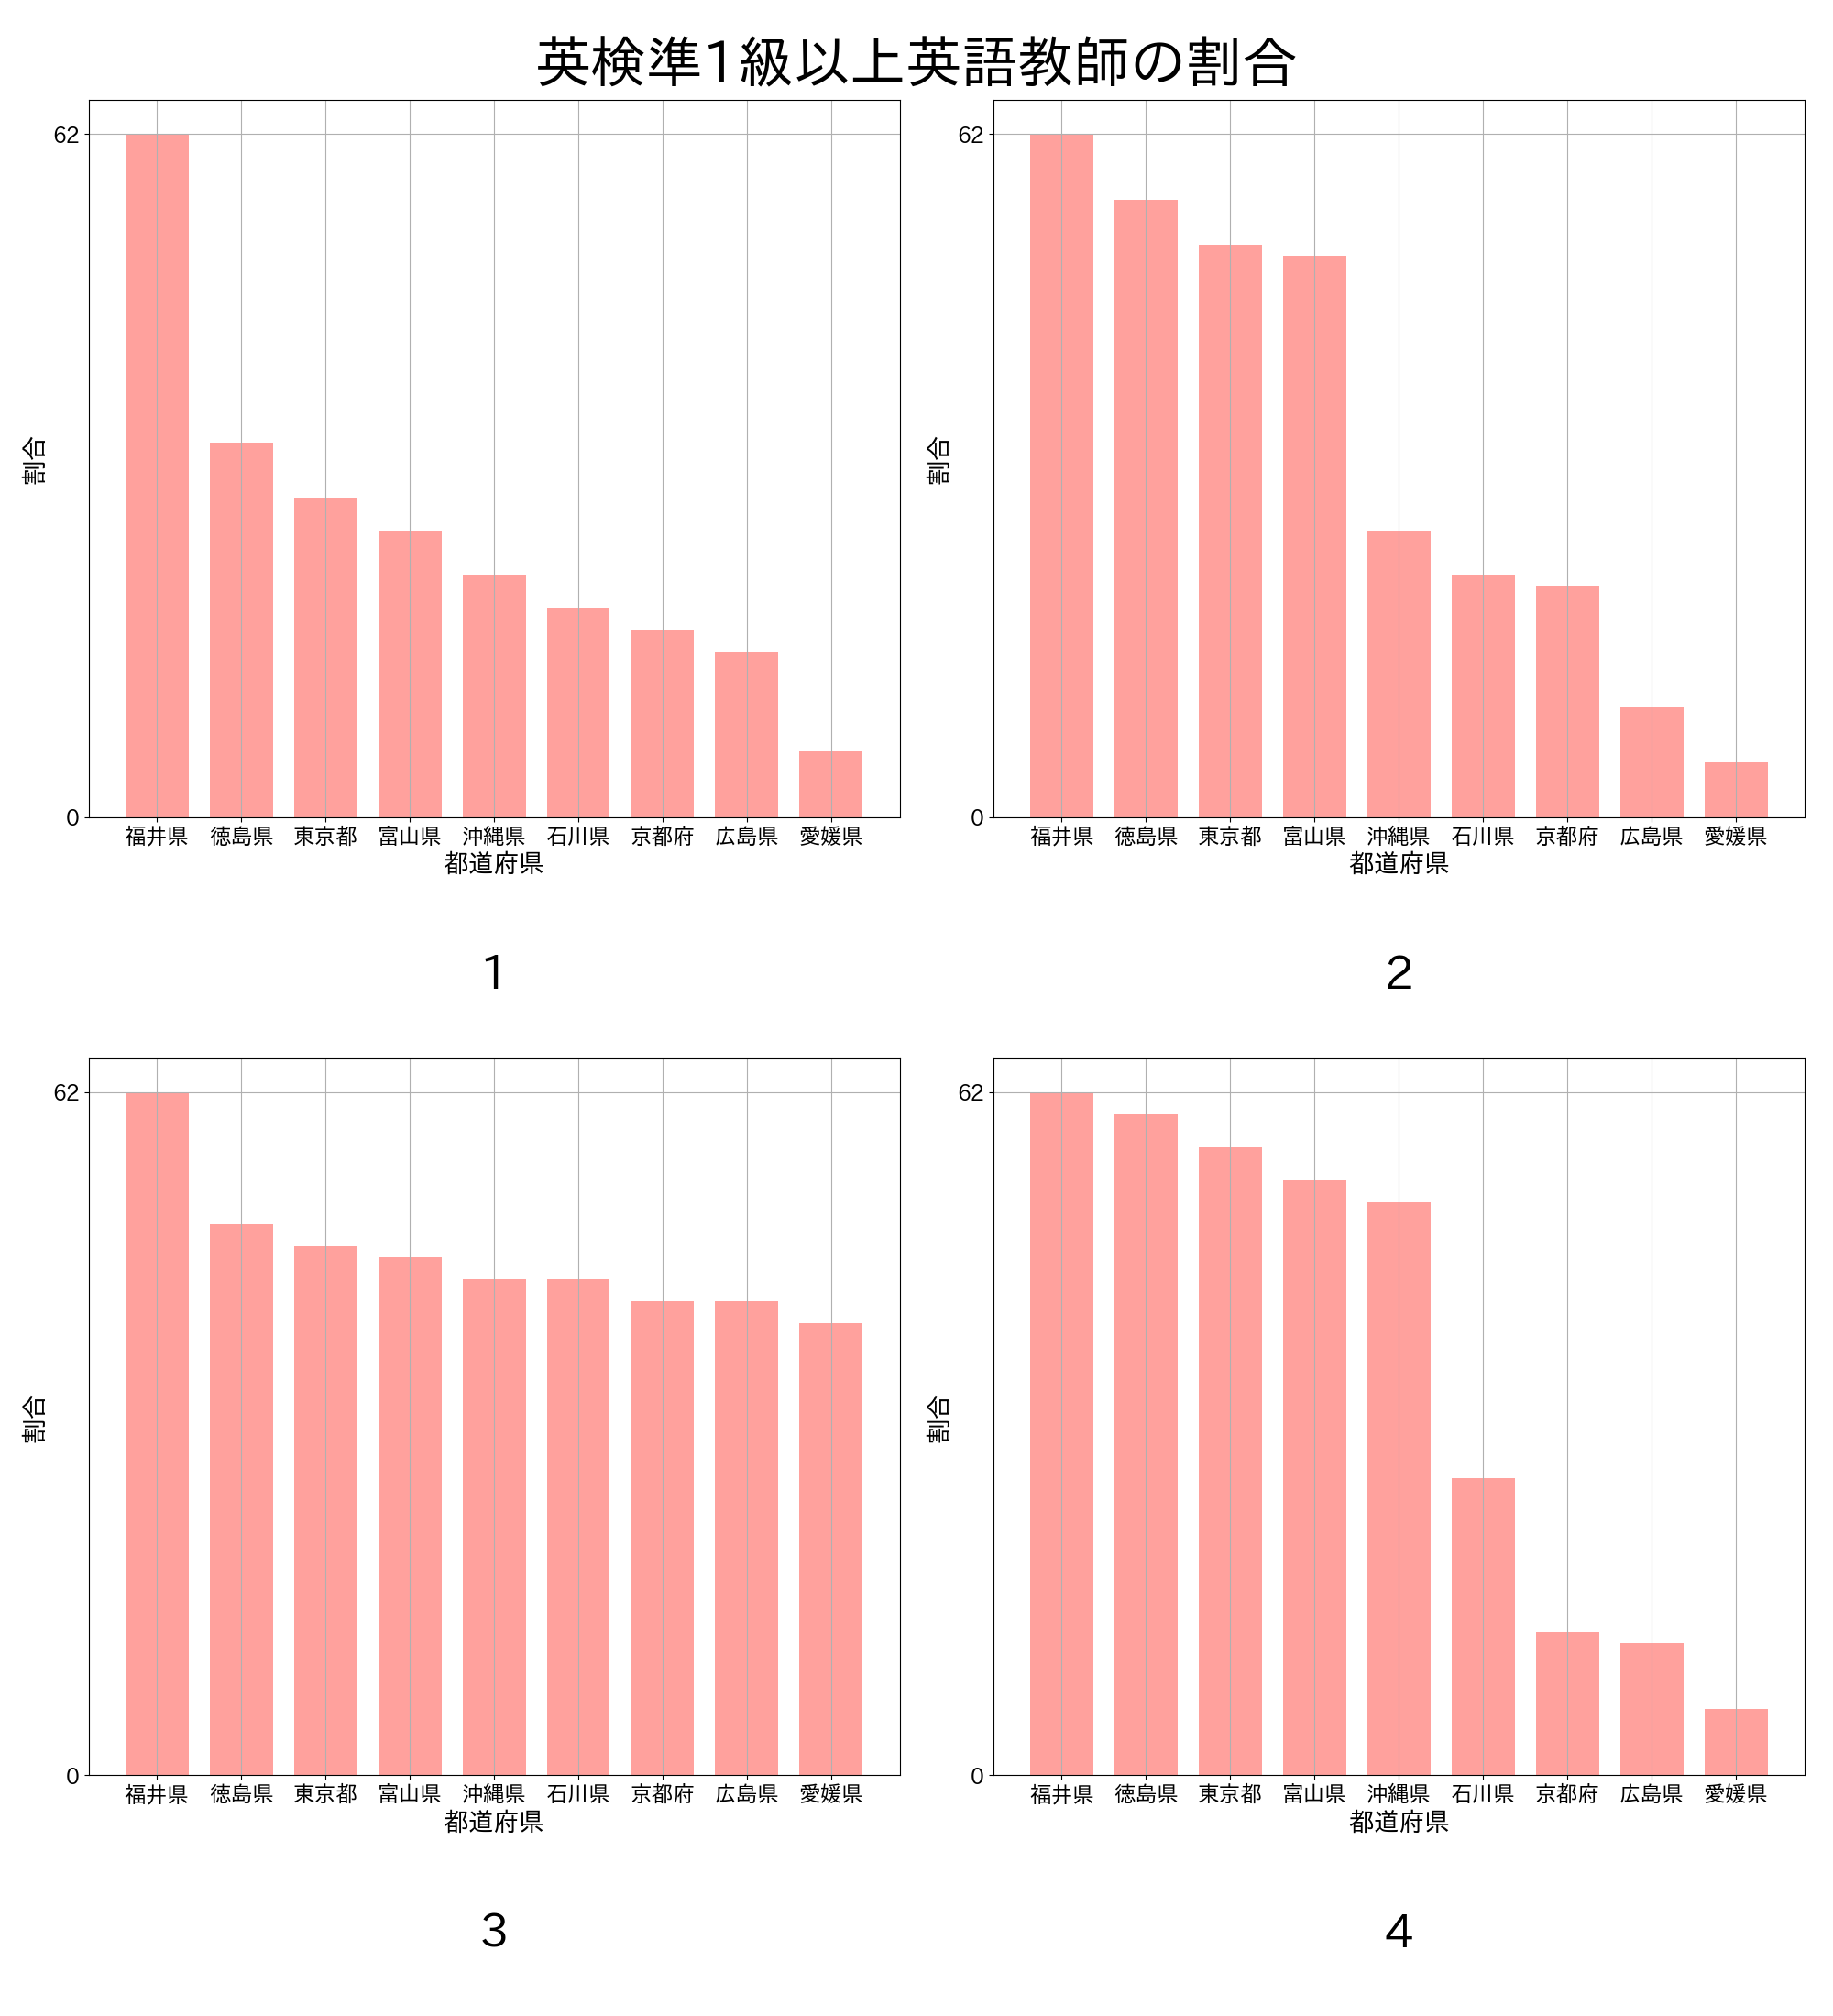 英検準1級以上英語教師の割合
62
0
割合
福井県 徳島県 東京都 富山県 沖縄県 石川県 京都府 広島県 愛媛県
都道府県
1
62
0
割合
福井県 徳島県 東京都 富山県 沖縄県 石川県 京都府 広島県 愛媛県
都道府県
2
62
0
割合
福井県 徳島県 東京都 富山県 沖縄県 石川県 京都府 広島県 愛媛県
都道府県
3
62
0
割合
福井県 徳島県 東京都 富山県 沖縄県 石川県 京都府 広島県 愛媛県
都道府県
4